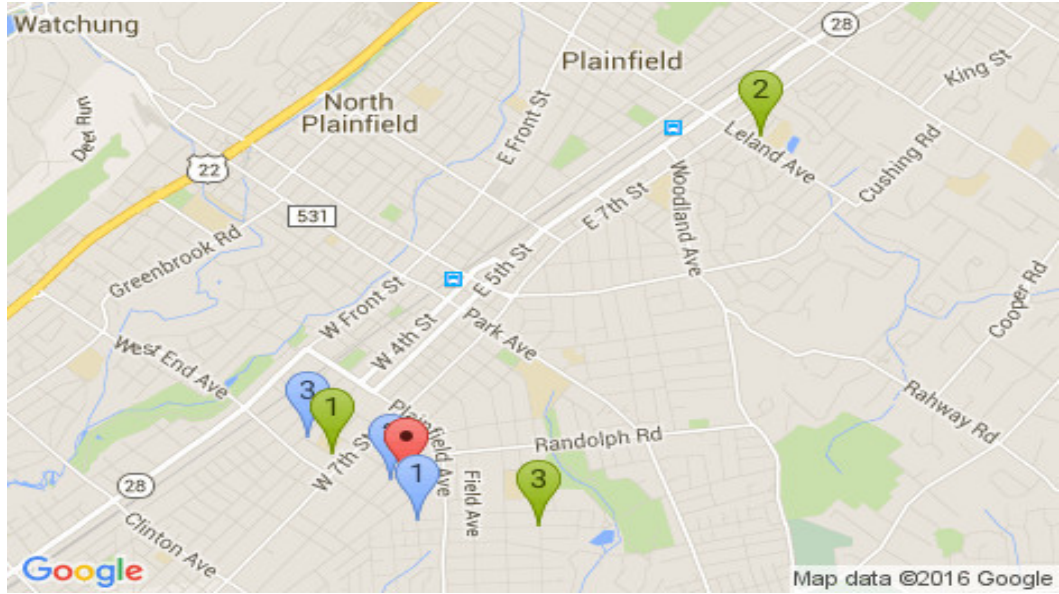 Watchung
28
Plainfield
King St
North
Plainfield
Deer Run
E Front St
2
Leland Ave
22
Cushing Rd
Woodland Ave
E 7th St
531
Greenbrook Rd
E 5th St
W Front St
Cooper Rd
W 4th St
Park Ave
West End Ave
3
1
Plainfield Ave
Rahway Rd
Randolph Rd
W 7th St
1
3
Field Ave
28
Clinton Ave
Google
Map data ©2016 Google